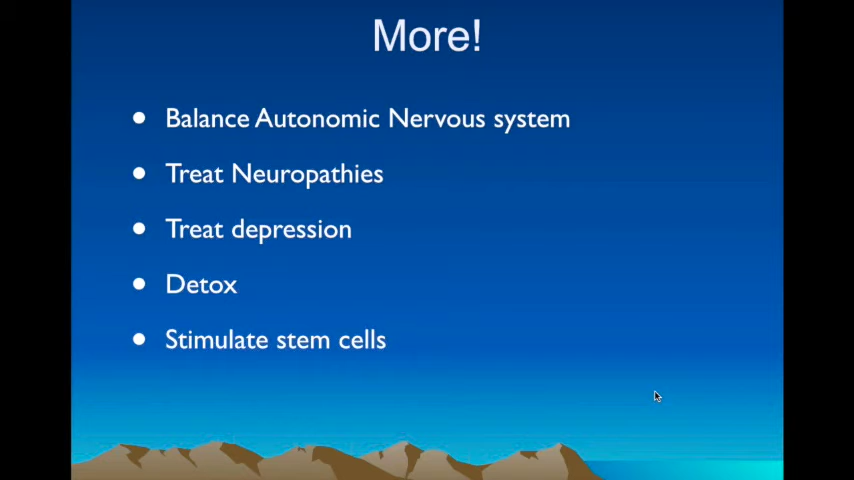 More!
• Balance Autonomic Nervous system
• Treat Neuropathies
• Treat depression
• Detox
• Stimulate stem cells